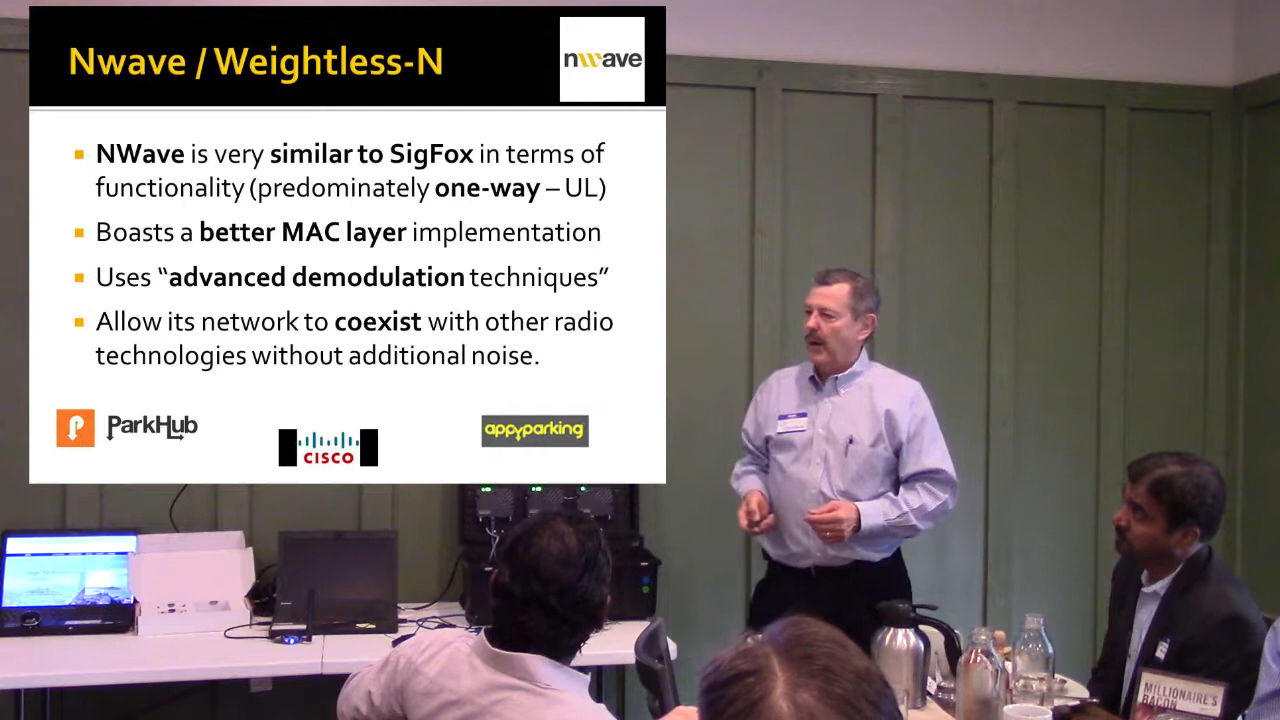 Nwave / Weightless-N
nwave
NWave is very similar to SigFox in terms of
functionality (predominately one-way – UL)
Boasts a better MAC layer implementation
Uses “advanced demodulation techniques”
Allow its network to coexist with other radio
technologies without additional noise.
ParkHub
CISCO
appyparking
MILLIONAIRE'S
BACON